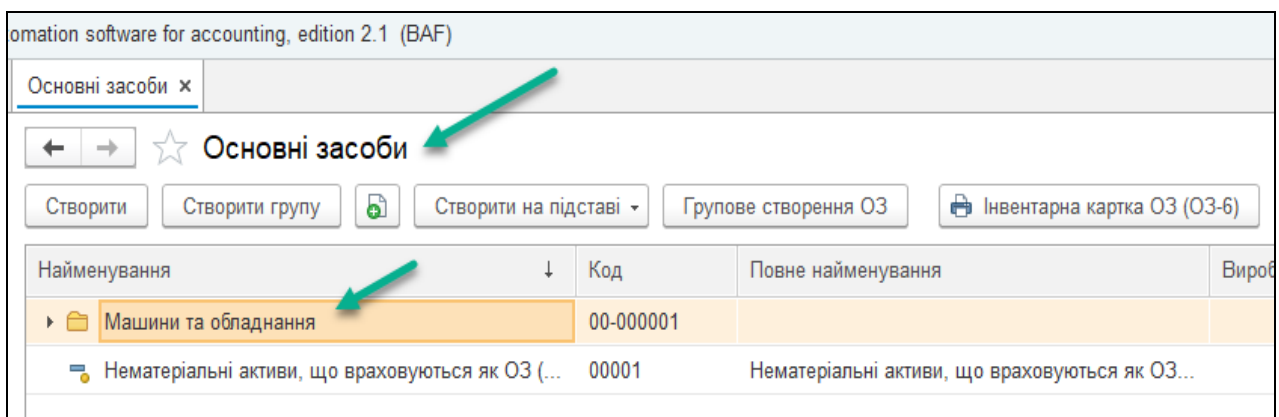 omation software for accounting, edition 2.1 (BAF)
Основні засоби ×
Основні засоби
Створити Створити групу Створити на підставі Групове створення ОЗ Інвентарна картка ОЗ (ОЗ-6)
Найменування ↓ Код Повне найменування Вироб
Машини та обладнання 00-000001
Нематеріальні активи, що враховуються як ОЗ (... 00001 Нематеріальні активи, що враховуються як ОЗ...